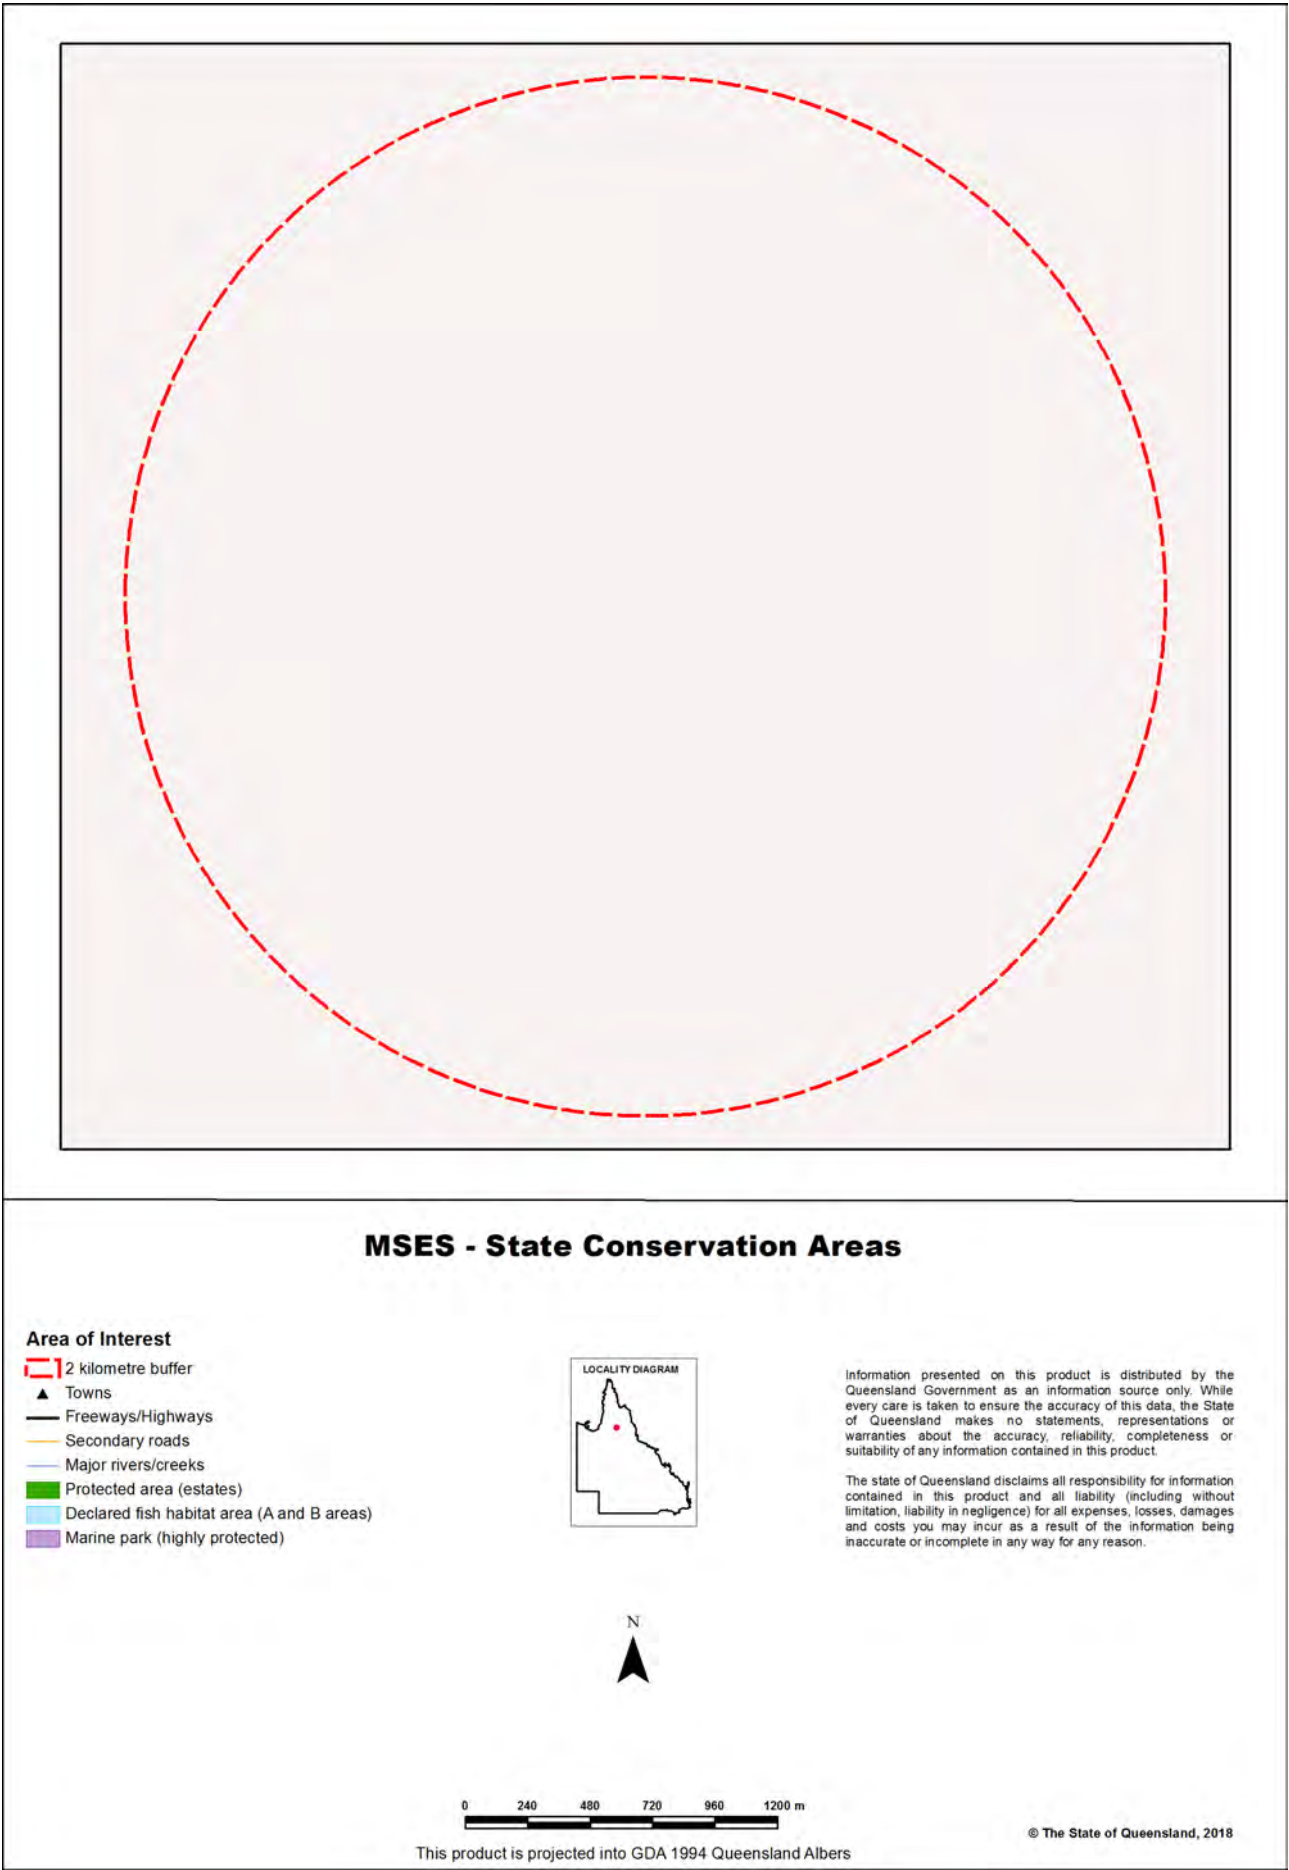 MSES - State Conservation Areas
Area of Interest
2 kilometre buffer
Towns
Freeways/Highways
Secondary roads
Major rivers/creeks
Protected area (estates)
Declared fish habitat area (A and B areas)
Marine park (highly protected)
LOCALITY DIAGRAM
Information presented on this product is distributed by the
Queensland Government as an information source only. While
every care is taken to ensure the accuracy of this data, the State
of Queensland makes no statements, representations or
warranties about the accuracy, reliability, completeness or
suitability of any information contained in this product.
The state of Queensland disclaims all responsibility for information
contained in this product and all liability (including without
limitation, liability in negligence) for all expenses, losses, damages
and costs you may incur as a result of the information being
inaccurate or incomplete in any way for any reason.
N
0 240 480 720 960 1200 m
This product is projected into GDA 1994 Queensland Albers
© The State of Queensland, 2018